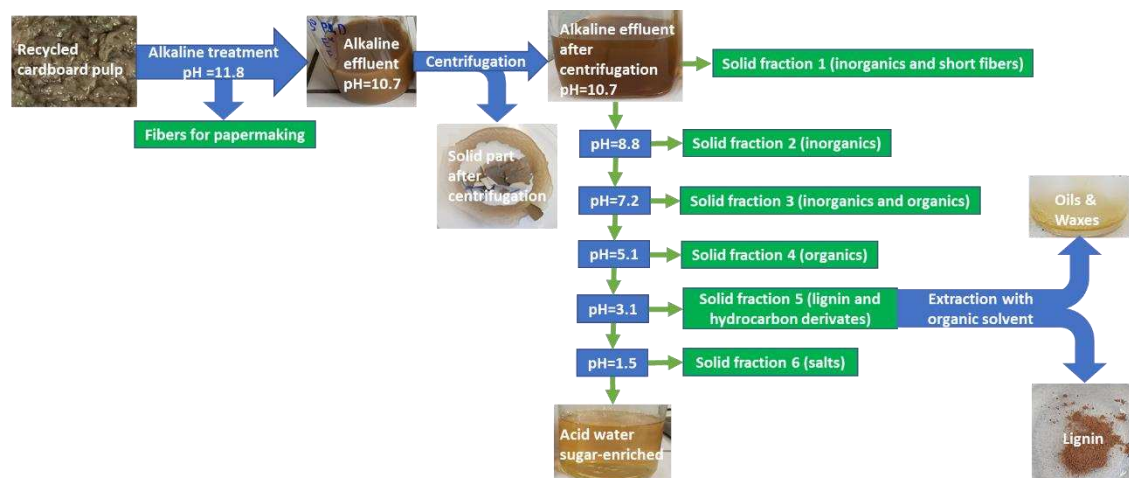 Recycled
cardboard pulp
Alkaline treatment
pH =11.8
Fibers for papermaking
Alkaline
effluent
pH=10.7
Centrifugation
Solid part
after
centrifugation
Alkaline effluent
after
centrifugation
pH=10.7
Solid fraction 1 (inorganics and short fibers)
pH=8.8
Solid fraction 2 (inorganics)
pH=7.2
Solid fraction 3 (inorganics and organics)
pH=5.1
Solid fraction 4 (organics)
pH=3.1
Solid fraction 5 (lignin and
hydrocarbon derivates)
Extraction with
organic solvent
Oils &
Waxes
Lignin
pH=1.5
Solid fraction 6 (salts)
Acid water
sugar-enriched